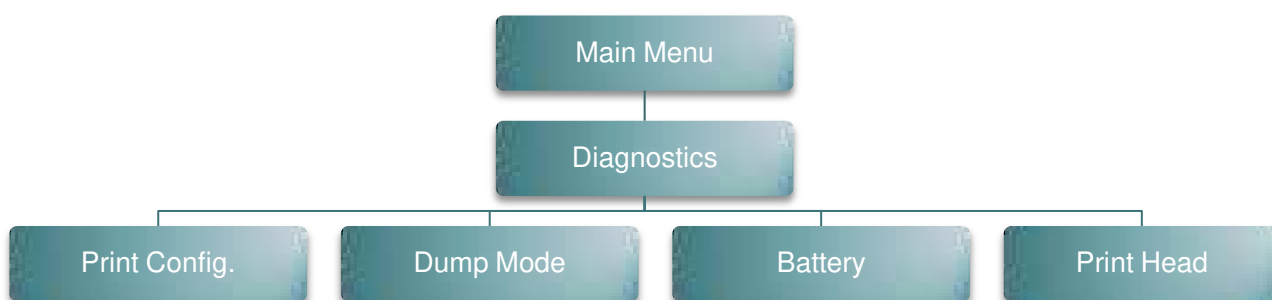 Main Menu
Diagnostics
Print Config.
Dump Mode
Battery
Print Head